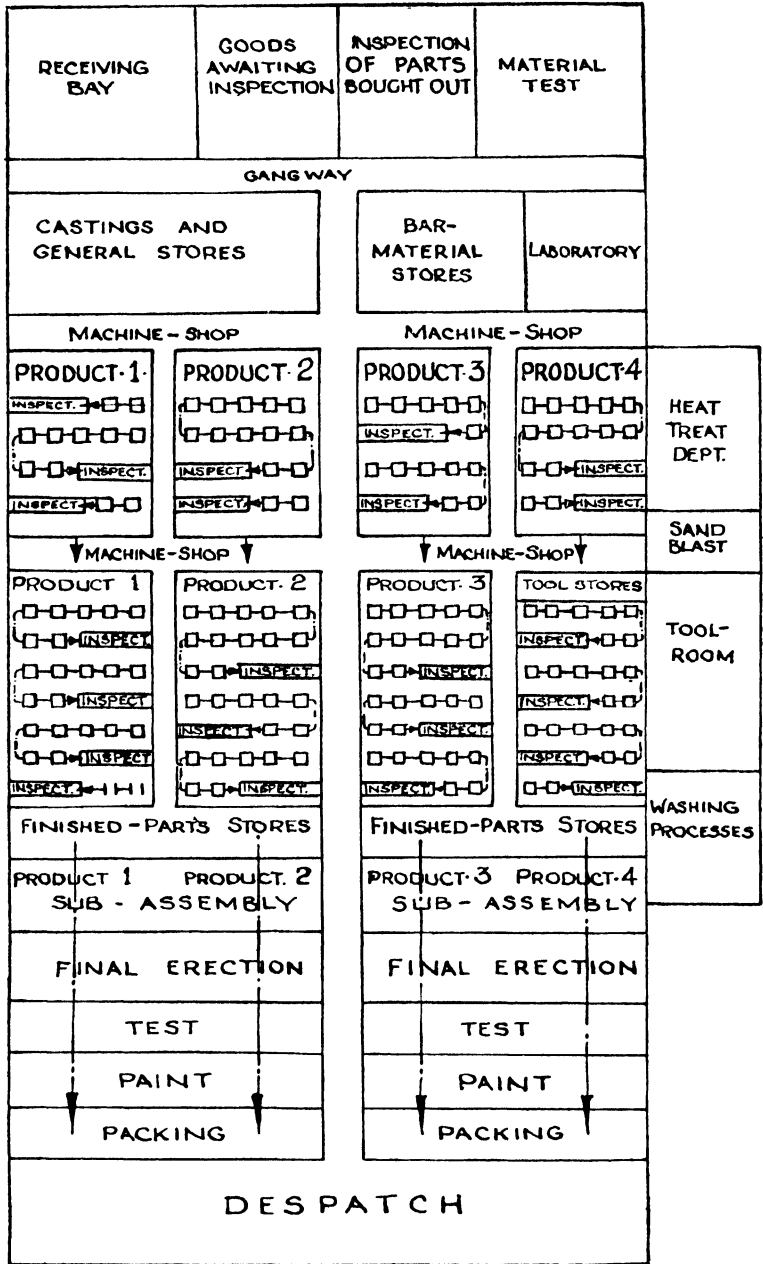 RECEIVING
BAY
GOODS
AWAITING
INSPECTION
INSPECTION
OF PARTS
BOUGHT OUT
MATERIAL
TEST
GANGWAY
CASTINGS AND
GENERAL STORES
BAR-
MATERIAL
STORES
LABORATORY
MACHINE-SHOP
MACHINE-SHOP
PRODUCT·1·
INSPECT.
INSPECT.
INSPECT.
PRODUCT·2
INSPECT.
INSPECT.
PRODUCT·3
INSPECT.
INSPECT.
PRODUCT·4
INSPECT.
INSPECT.
HEAT
TREAT
DEPT.
SAND
BLAST
MACHINE-SHOP
MACHINE-SHOP
PRODUCT 1
INSPECT.
INSPECT
INSPECT
INSPECT.
PRODUCT·2
INSPECT.
INSPECT.
INSPECT.
PRODUCT·3
INSPECT.
INSPECT.
INSPECT.
TOOL STORES
INSPECT.
INSPECT.
INSPECT.
INSPECT.
TOOL-
ROOM
WASHING
PROCESSES
FINISHED-PARTS STORES
FINISHED-PARTS STORES
PRODUCT 1 PRODUCT. 2
SUB-ASSEMBLY
PRODUCT·3 PRODUCT·4
SUB-ASSEMBLY
FINAL ERECTION
FINAL ERECTION
TEST
TEST
PAINT
PAINT
PACKING
PACKING
DESPATCH